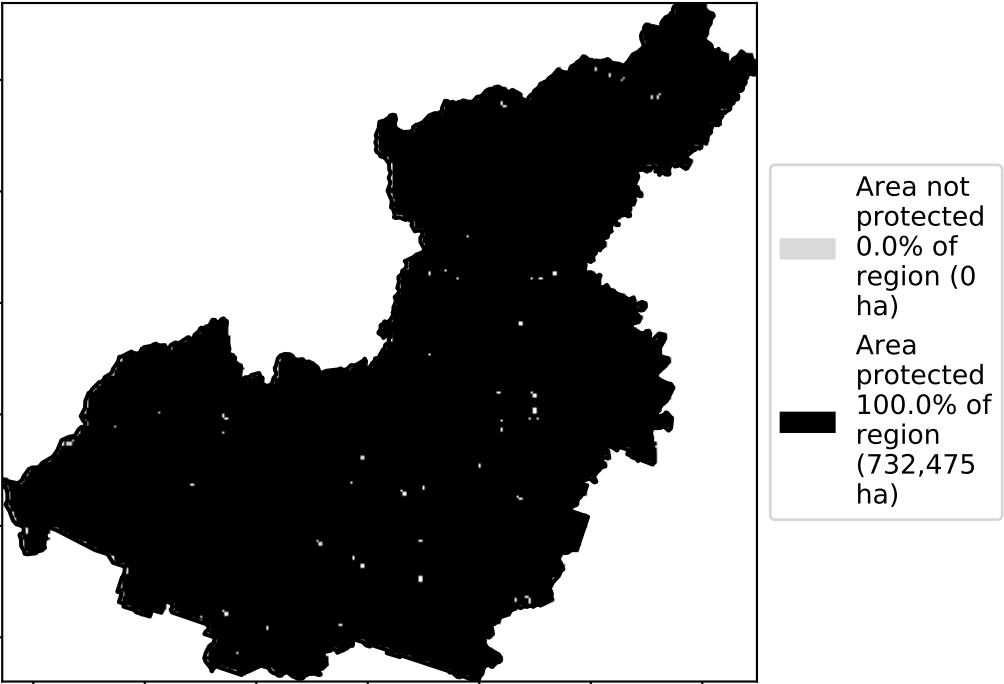 Area not
protected
0.0% of
region (0
ha)
Area
protected
100.0% of
region
(732,475
ha)